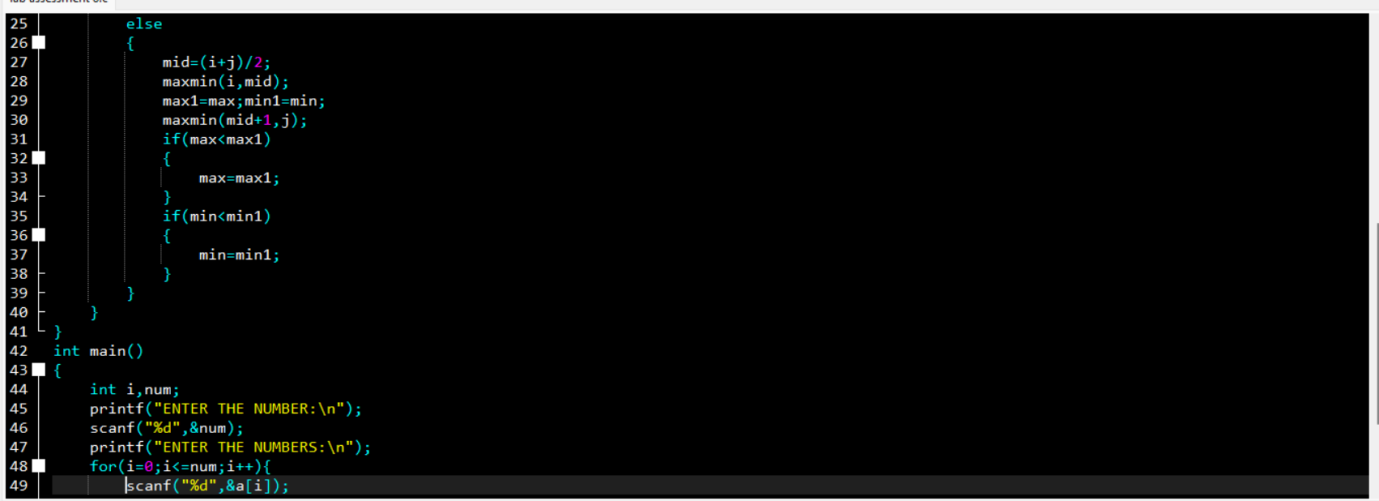 25 else
26 {
27 mid=(i+j)/2;
28 maxmin(i,mid);
29 max1=max;min1=min;
30 maxmin(mid+1,j);
31 if(max<max1)
32 {
33 max=max1;
34 }
35 if(min<min1)
36 {
37 min=min1;
38 }
39 }
40 }
41 }
42 int main()
43 {
44 int i,num;
45 printf("ENTER THE NUMBER:\n");
46 scanf("%d",&num);
47 printf("ENTER THE NUMBERS:\n");
48 for(i=0;i<=num;i++){
49 scanf("%d",&a[i]);